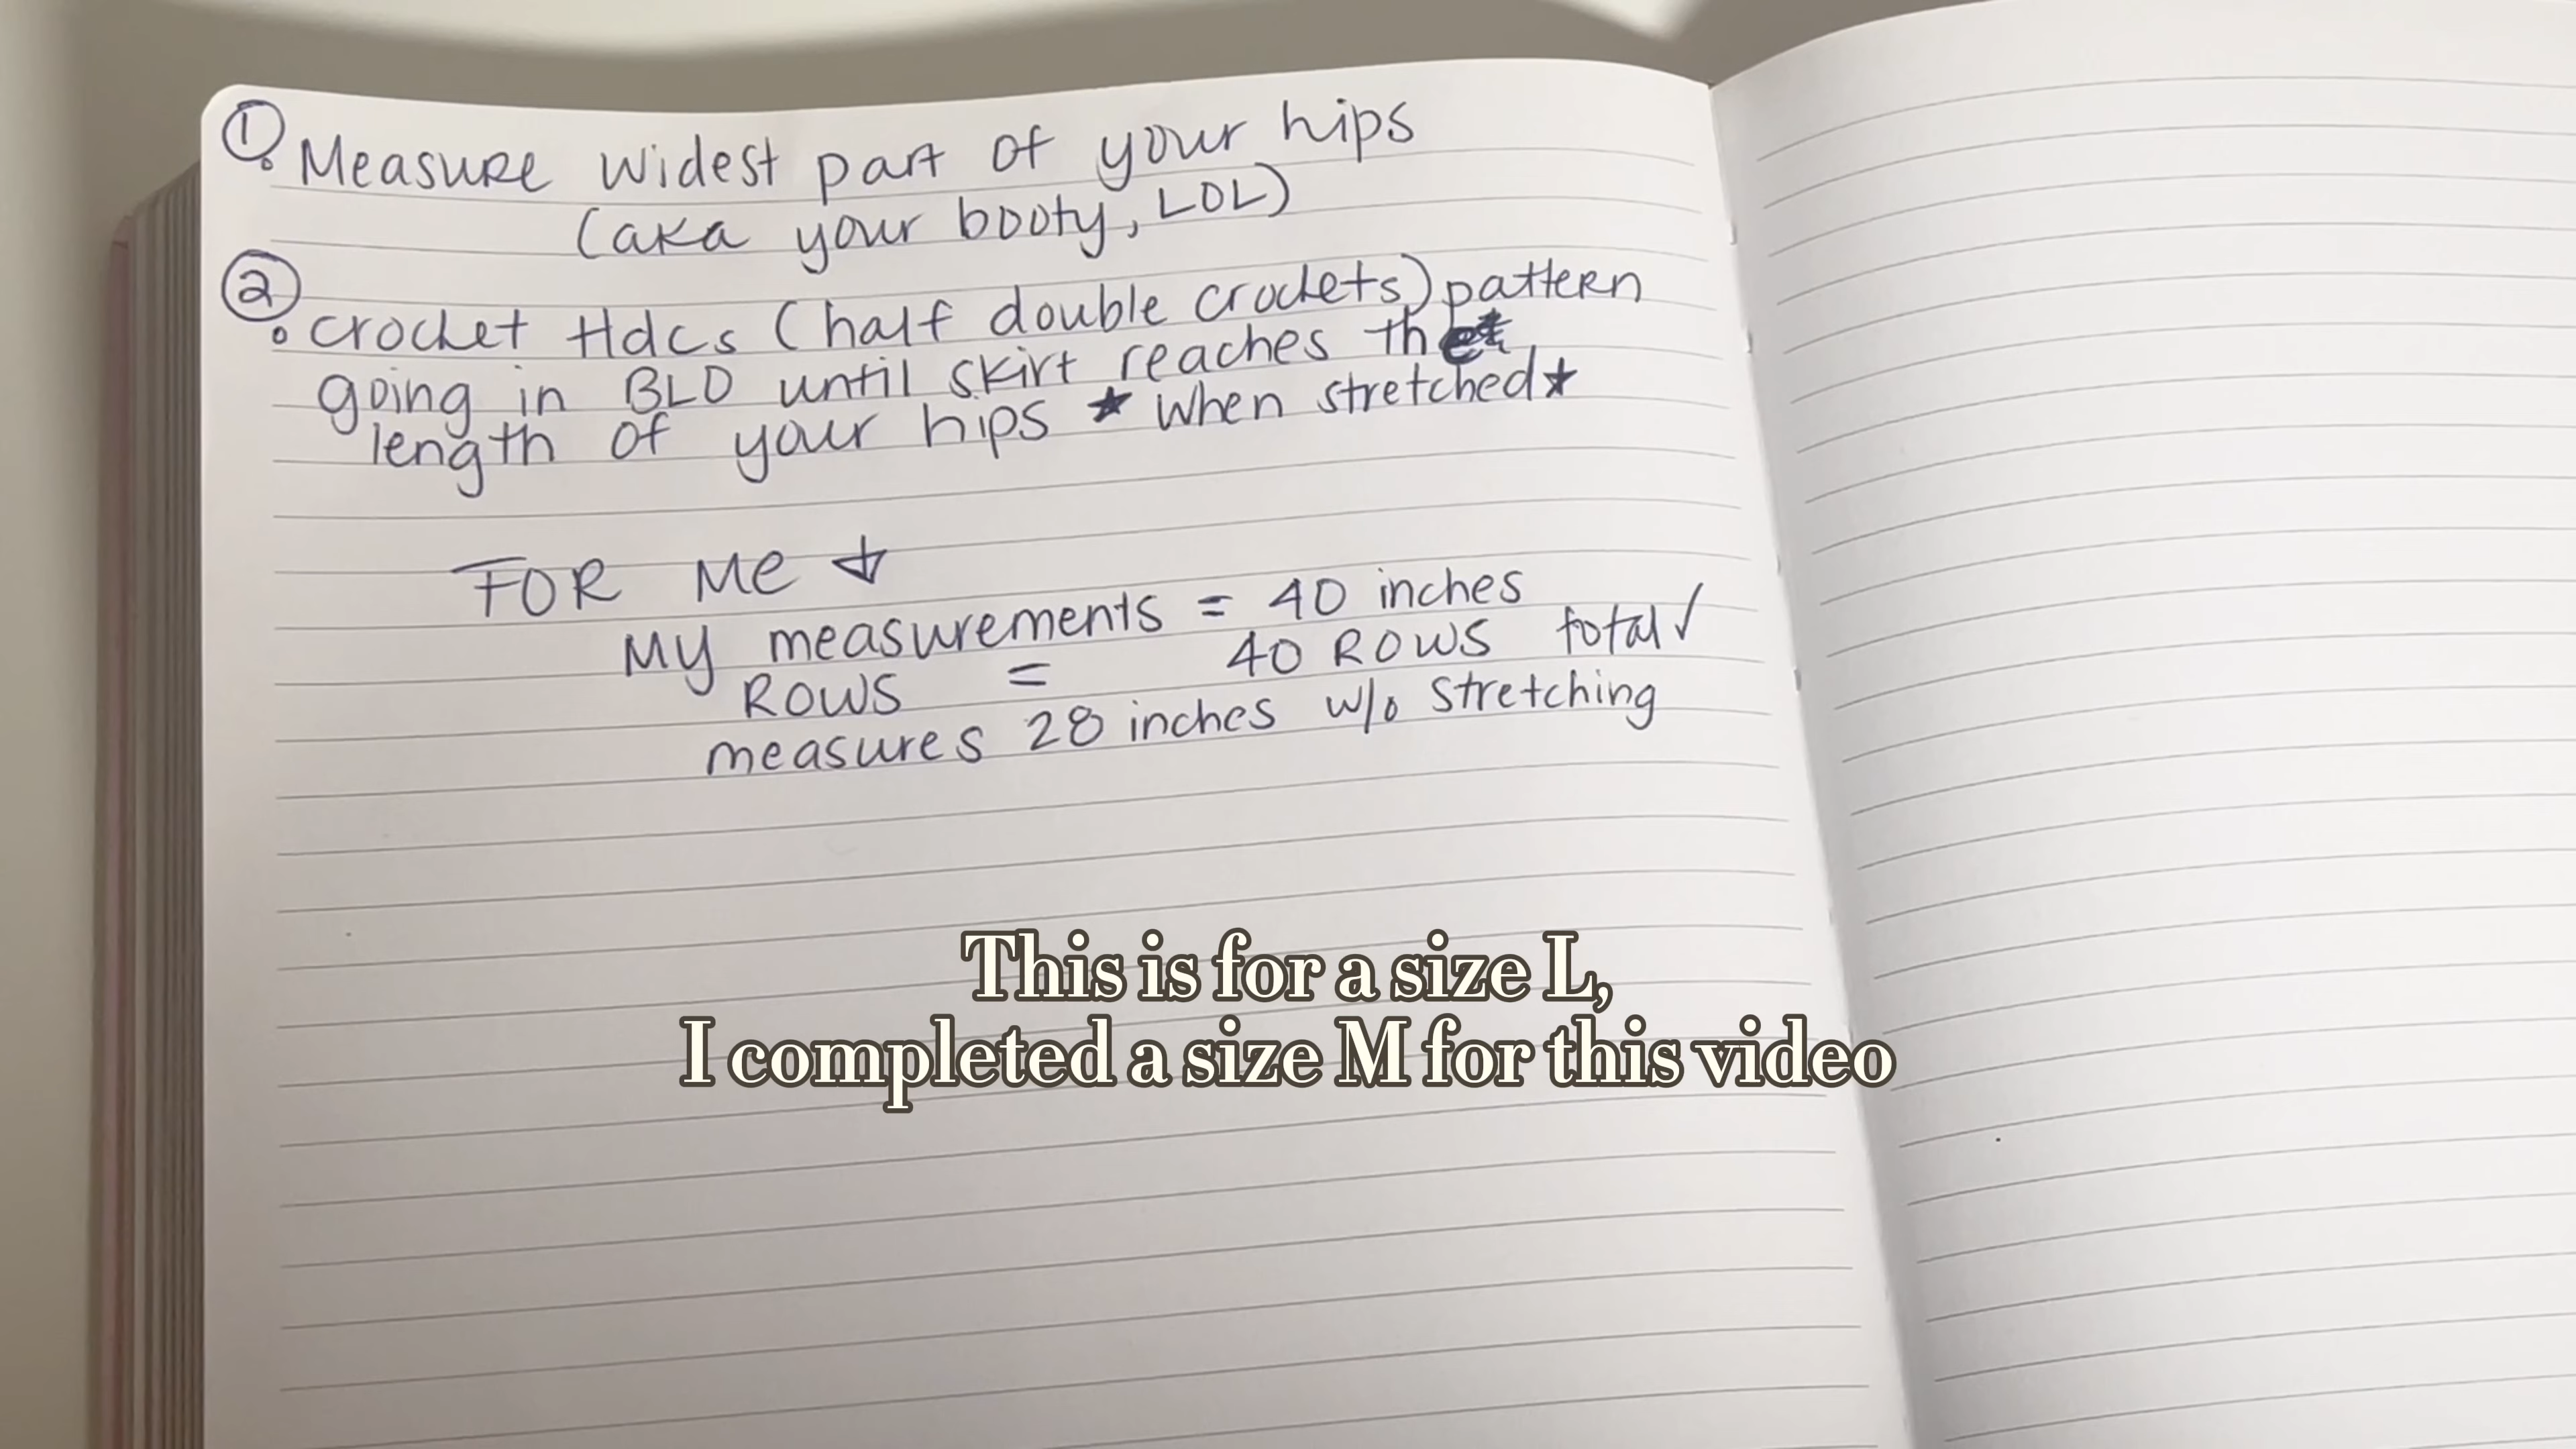 ① Measure widest part of your hips
(aka your booty, LOL)
② crochet Hdcs (half double crochets) pattern
going in BLO until skirt reaches the
length of your hips ★ when stretched ★
FOR Me ↓
My measurements = 40 inches
ROWS = 40 ROWS total ✓
measures 28 inches w/o stretching
This is for a size L,
I completed a size M for this video